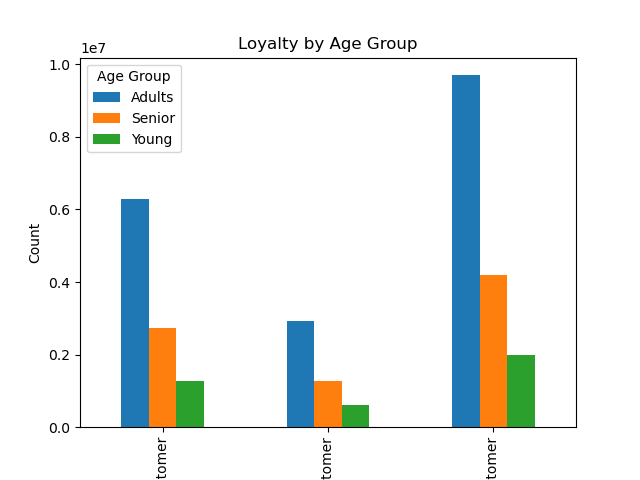 Loyalty by Age Group
1e7
Age Group
Adults
Senior
Young
1.0
0.8
0.6
0.4
0.2
0.0
Count
tomer
tomer
tomer